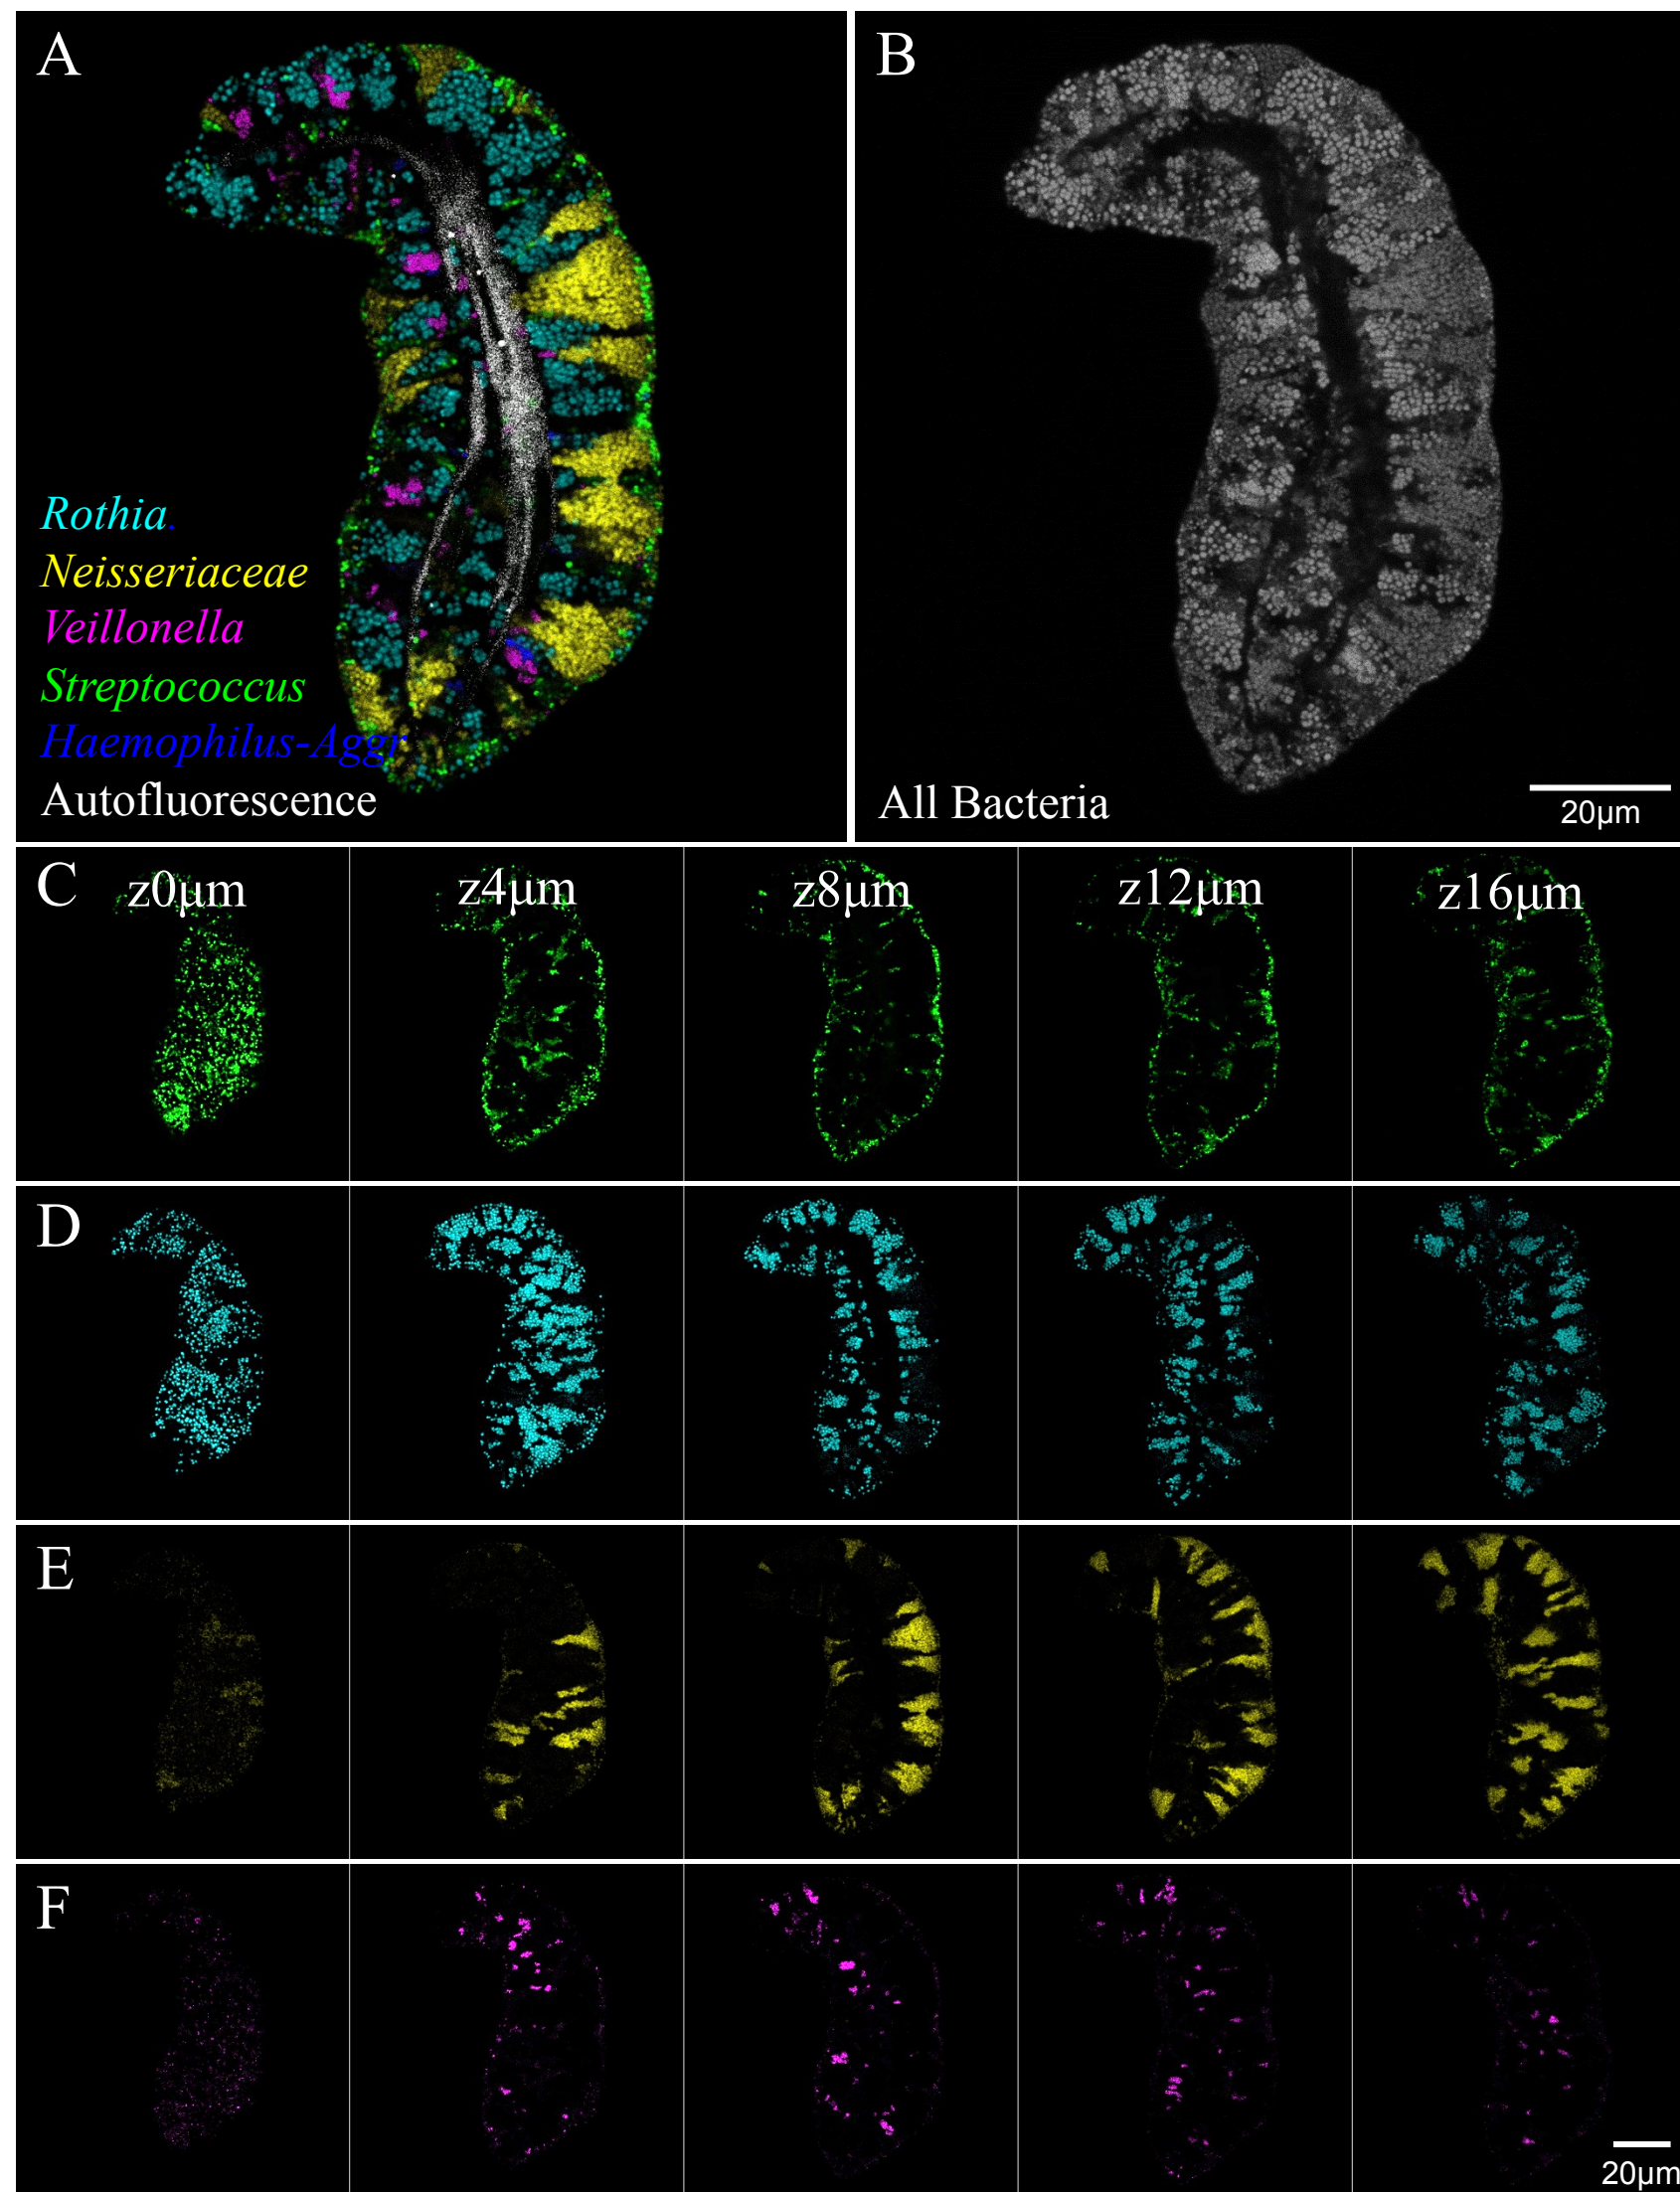 A
B
Rothia.
Neisseriaceae
Veillonella
Streptococcus
Haemophilus-Aggr
Autofluorescence
All Bacteria
20µm
C
z0µm
z4µm
z8µm
z12µm
z16µm
D
E
F
20µm